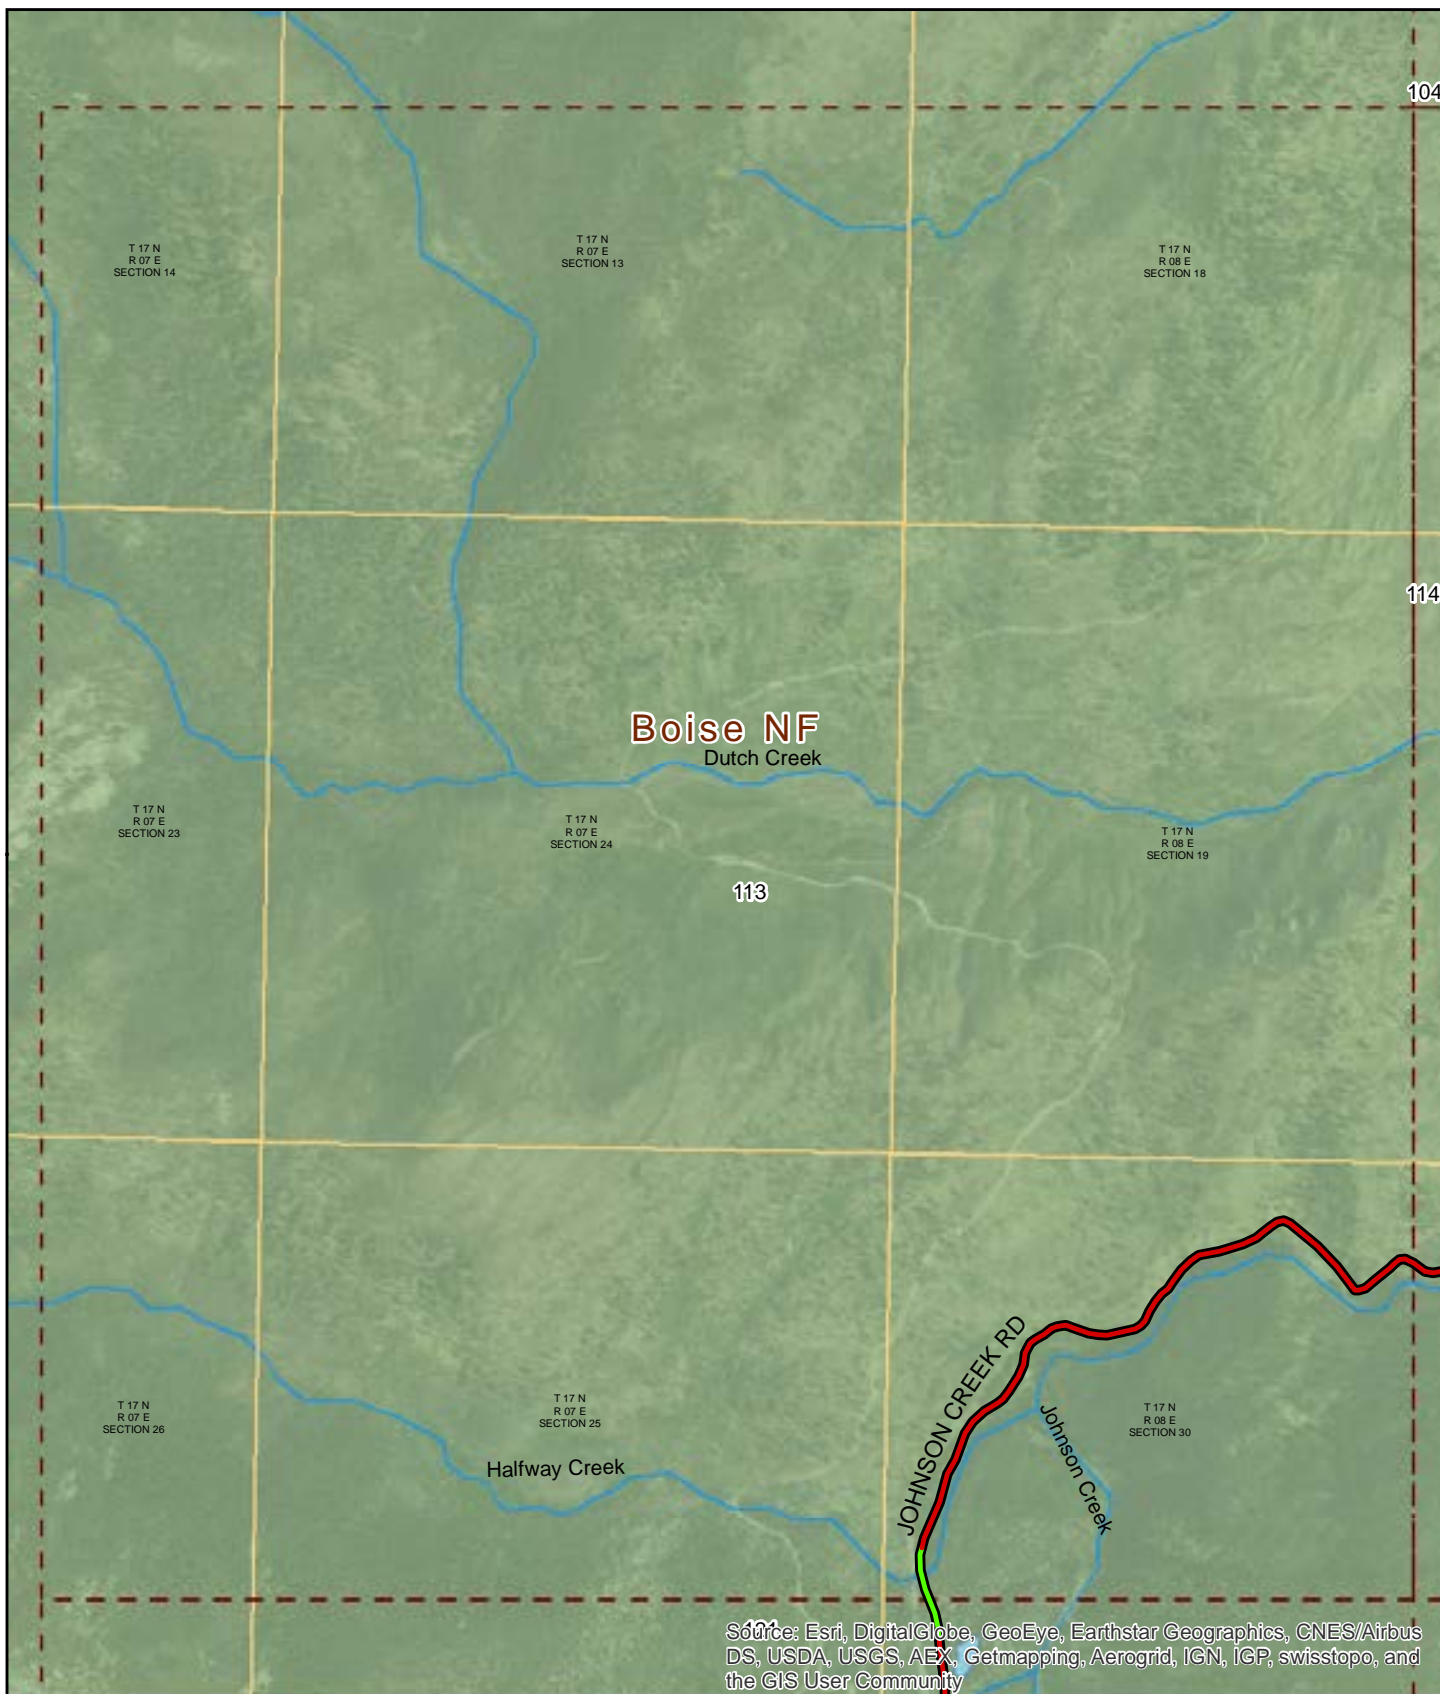 104
T 17 N
R 07 E
SECTION 14
T 17 N
R 07 E
SECTION 13
T 17 N
R 08 E
SECTION 18
114
Boise NF
Dutch Creek
T 17 N
R 07 E
SECTION 23
T 17 N
R 07 E
SECTION 24
T 17 N
R 08 E
SECTION 19
113
JOHNSON CREEK RD
T 17 N
R 07 E
SECTION 26
T 17 N
R 07 E
SECTION 25
T 17 N
R 08 E
SECTION 30
Johnson Creek
Halfway Creek
Source: Esri, DigitalGlobe, GeoEye, Earthstar Geographics, CNES/Airbus
DS, USDA, USGS, AEX, Getmapping, Aerogrid, IGN, IGP, swisstopo, and
the GIS User Community